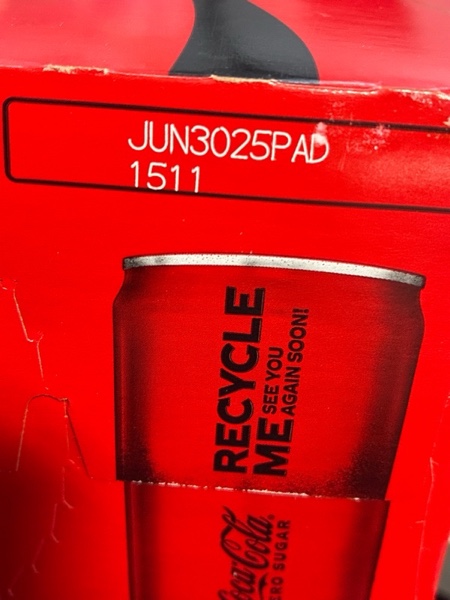 JUN3025PAD
1511
RECYCLE
ME SEE YOU
AGAIN SOON!
Coca-Cola
ZERO SUGAR